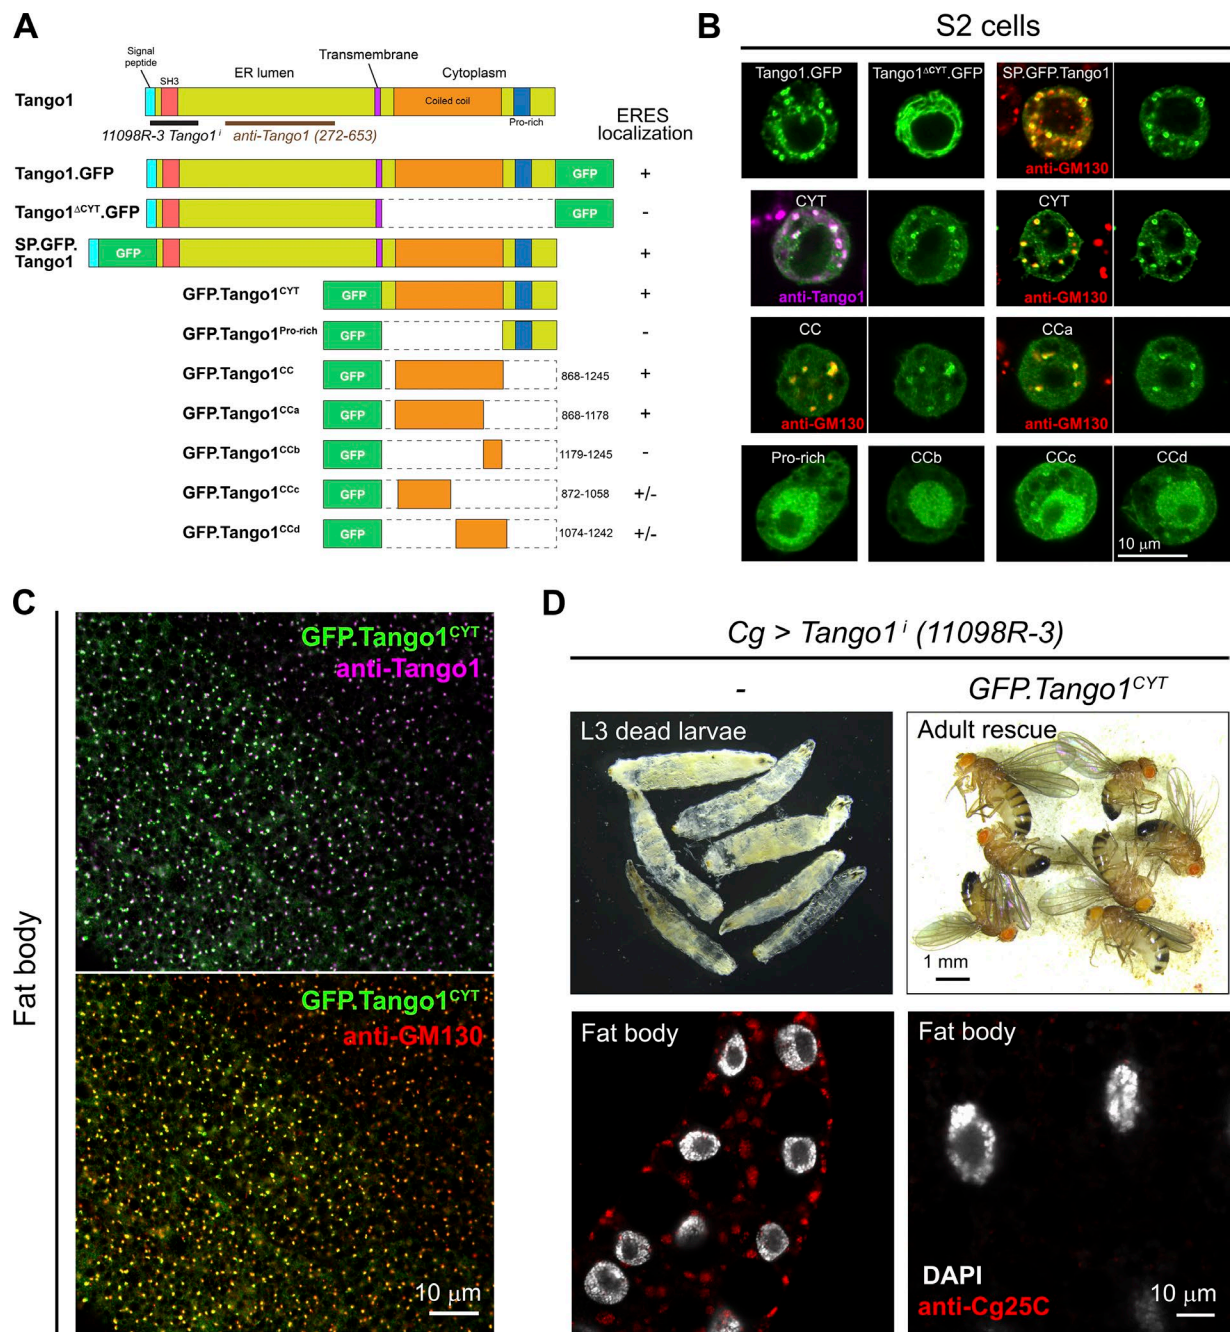 A
Signal
peptide
SH3
ER lumen
Transmembrane
Cytoplasm
Tango1
Coiled coil
Pro-rich
11098R-3 Tango1ⁱ
anti-Tango1 (272-653)
ERES
localization
Tango1.GFP
GFP
+
Tango1ΔCYT.GFP
GFP
-
SP.GFP.
Tango1
GFP
+
GFP.Tango1CYT
GFP
+
GFP.Tango1Pro-rich
GFP
-
GFP.Tango1CC
GFP
868-1245
+
GFP.Tango1CCa
GFP
868-1178
+
GFP.Tango1CCb
GFP
1179-1245
-
GFP.Tango1CCc
GFP
872-1058
+/-
GFP.Tango1CCd
GFP
1074-1242
+/-
B
S2 cells
Tango1.GFP
Tango1ΔCYT.GFP
SP.GFP.Tango1
anti-GM130
CYT
anti-Tango1
CYT
anti-GM130
CC
anti-GM130
CCa
anti-GM130
Pro-rich
CCb
CCc
CCd
10 μm
C
Fat body
GFP.Tango1CYT
anti-Tango1
GFP.Tango1CYT
anti-GM130
10 μm
D
Cg > Tango1ⁱ (11098R-3)
-
GFP.Tango1CYT
L3 dead larvae
Adult rescue
1 mm
Fat body
Fat body
DAPI
anti-Cg25C
10 μm